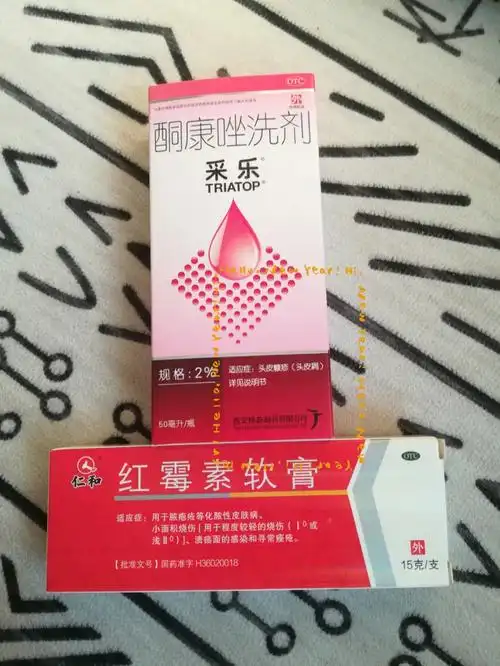 OTC
外
酮康唑洗剂
采乐®
TRIATOP®
规格：2%
适应症：头皮糠疹（头皮屑）
详见说明书
50毫升/瓶
西安杨森制药有限公司
Hello, New Year! Hi,
仁和
红霉素软膏
OTC
适应症：用于脓疱疮等化脓性皮肤病、
小面积烧伤[用于程度较轻的烧伤（Ⅰ°或
浅Ⅱ°）]、溃疡面的感染和寻常痤疮。
【批准文号】国药准字 H36020018
外
15克/支